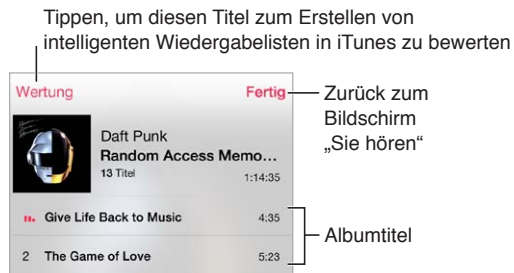 Tippen, um diesen Titel zum Erstellen von
intelligenten Wiedergabelisten in iTunes zu bewerten
Wertung
Fertig
Zurück zum
Bildschirm
„Sie hören“
Daft Punk
Random Access Memo...
13 Titel
1:14:35
Give Life Back to Music
4:35
Albumtitel
2 The Game of Love
5:23